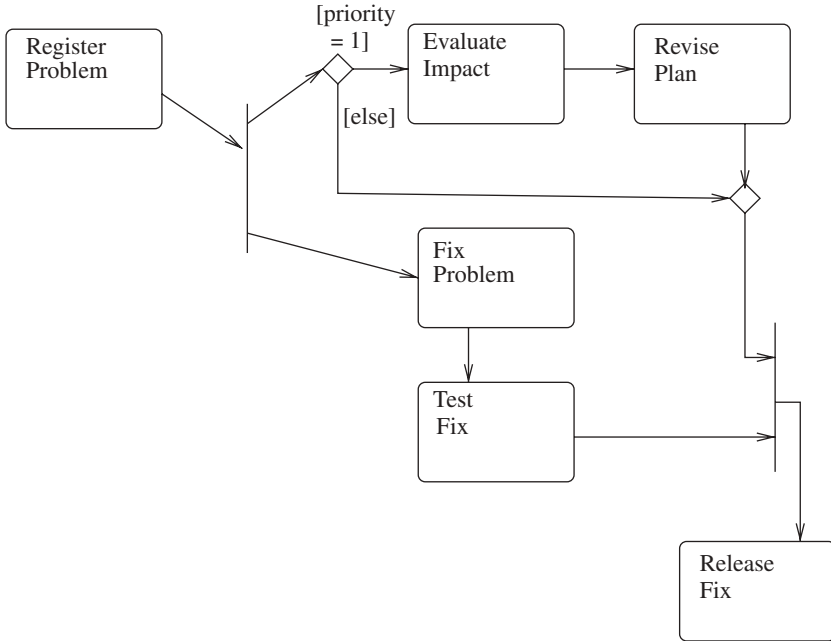 Register
Problem
[priority
= 1]
Evaluate
Impact
Revise
Plan
[else]
Fix
Problem
Test
Fix
Release
Fix